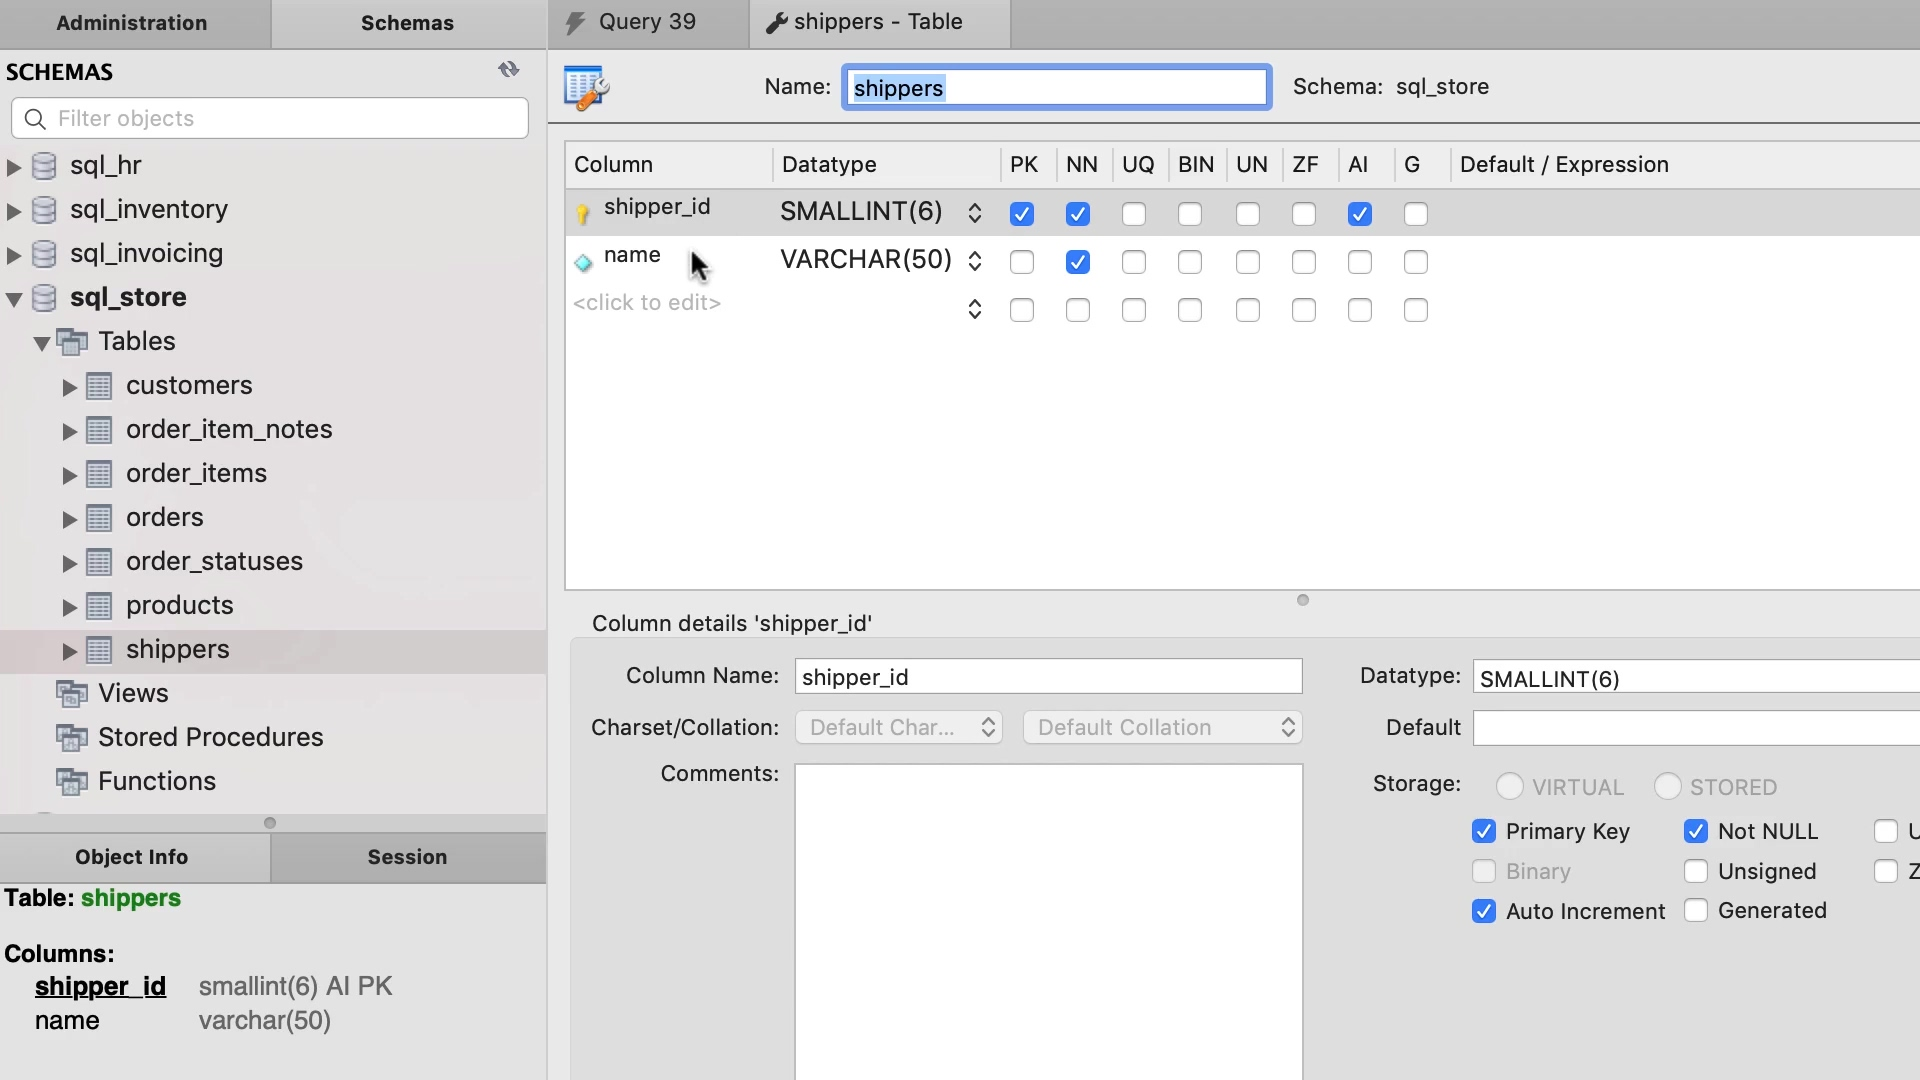 Administration
Schemas
SCHEMAS
Filter objects
sql_hr
sql_inventory
sql_invoicing
sql_store
Tables
customers
order_item_notes
order_items
orders
order_statuses
products
shippers
Views
Stored Procedures
Functions
Object Info
Session
Table: shippers
Columns:
shipper_id smallint(6) AI PK
name varchar(50)
Query 39
shippers - Table
Name: shippers Schema: sql_store
Column Datatype PK NN UQ BIN UN ZF AI G Default / Expression
shipper_id SMALLINT(6)
name VARCHAR(50)
<click to edit>
Column details 'shipper_id'
Column Name: shipper_id Datatype: SMALLINT(6)
Charset/Collation: Default Char... Default Collation Default
Comments: Storage: VIRTUAL STORED
Primary Key Not NULL U
Binary Unsigned Z
Auto Increment Generated